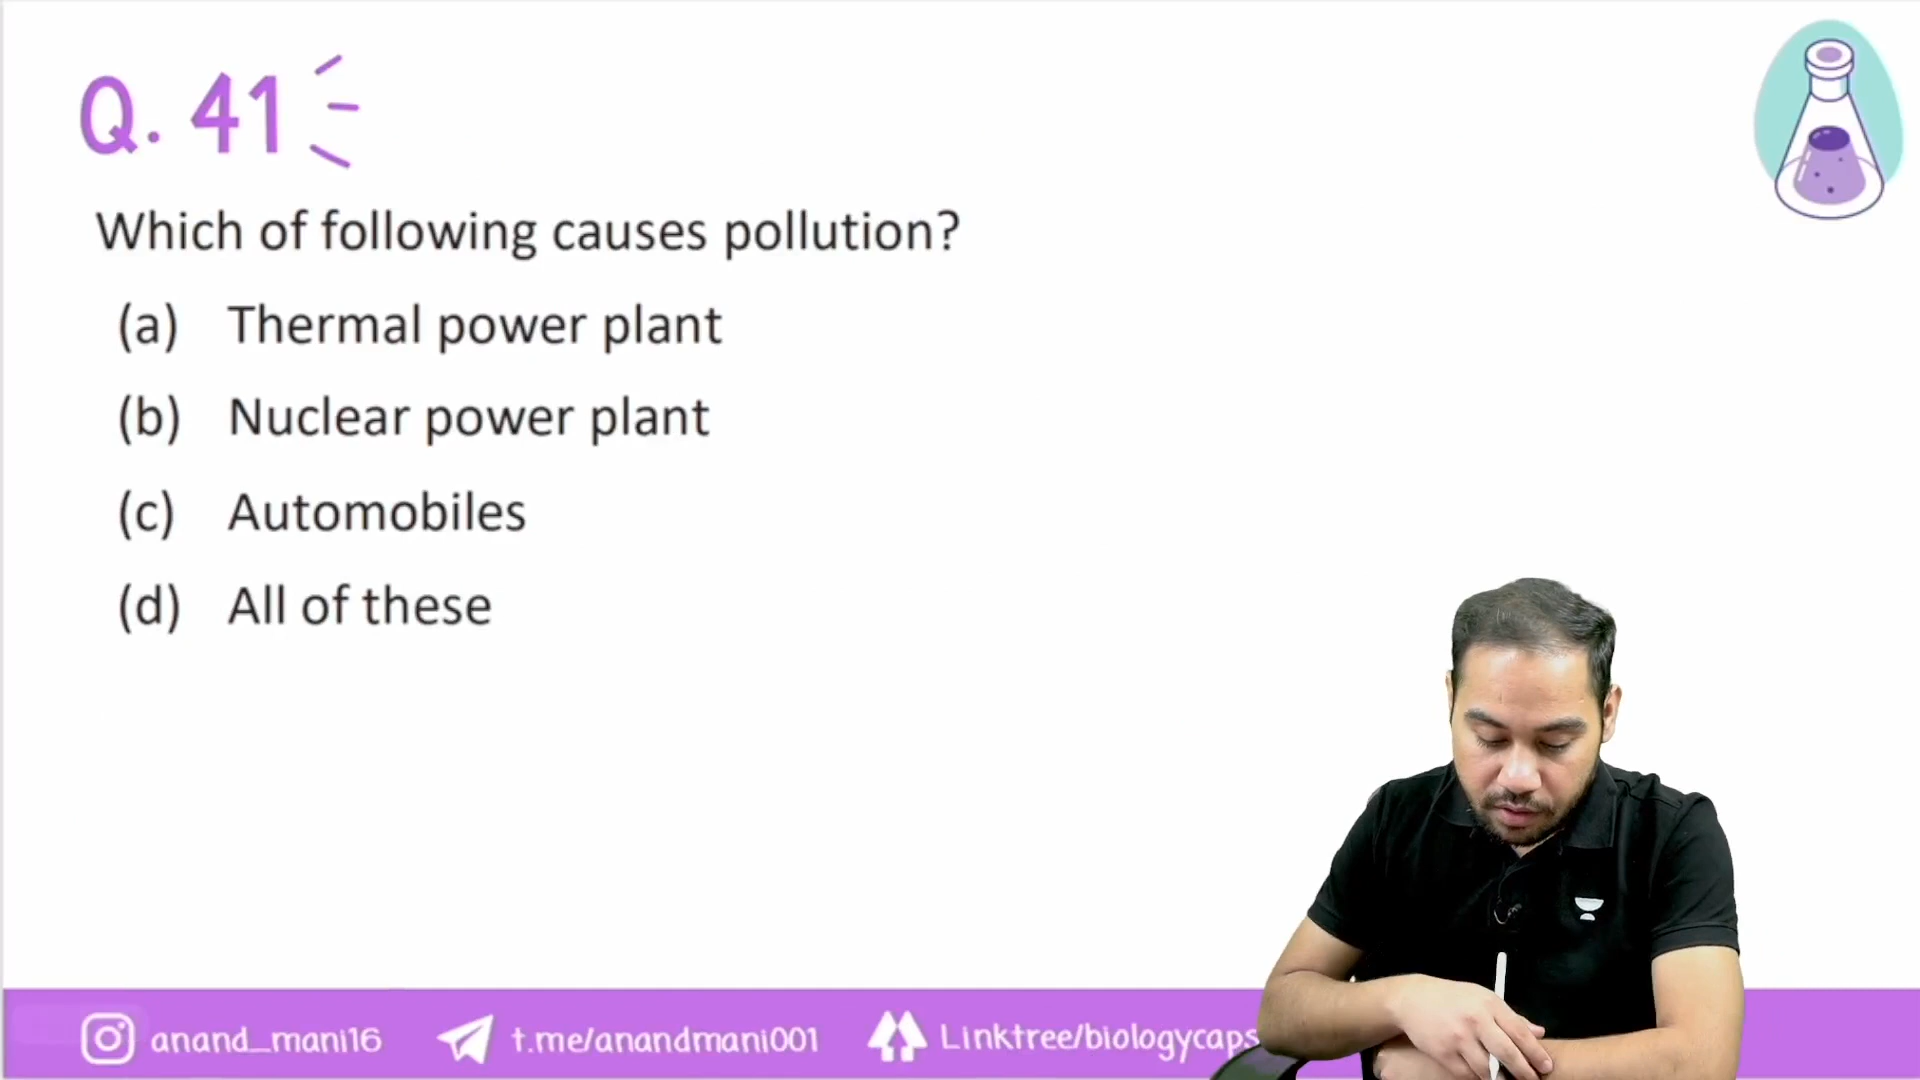 Q. 41
Which of following causes pollution?
(a) Thermal power plant
(b) Nuclear power plant
(c) Automobiles
(d) All of these
anand_mani16 t.me/anandmani001 Linktree/biologycaps